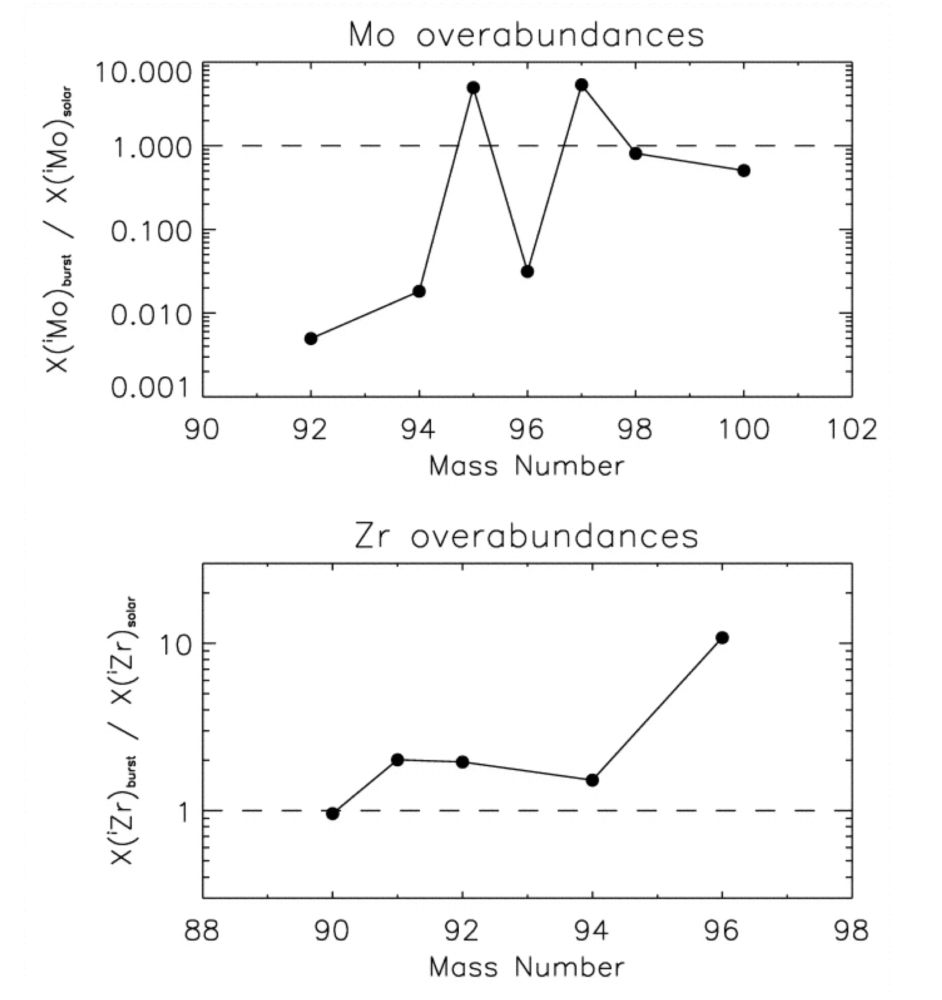 Mo overabundances
X(ⁱMo)burst / X(ⁱMo)solar
10.000
1.000
0.100
0.010
0.001
90 92 94 96 98 100 102
Mass Number
Zr overabundances
X(ⁱZr)burst / X(ⁱZr)solar
10
1
88 90 92 94 96 98
Mass Number